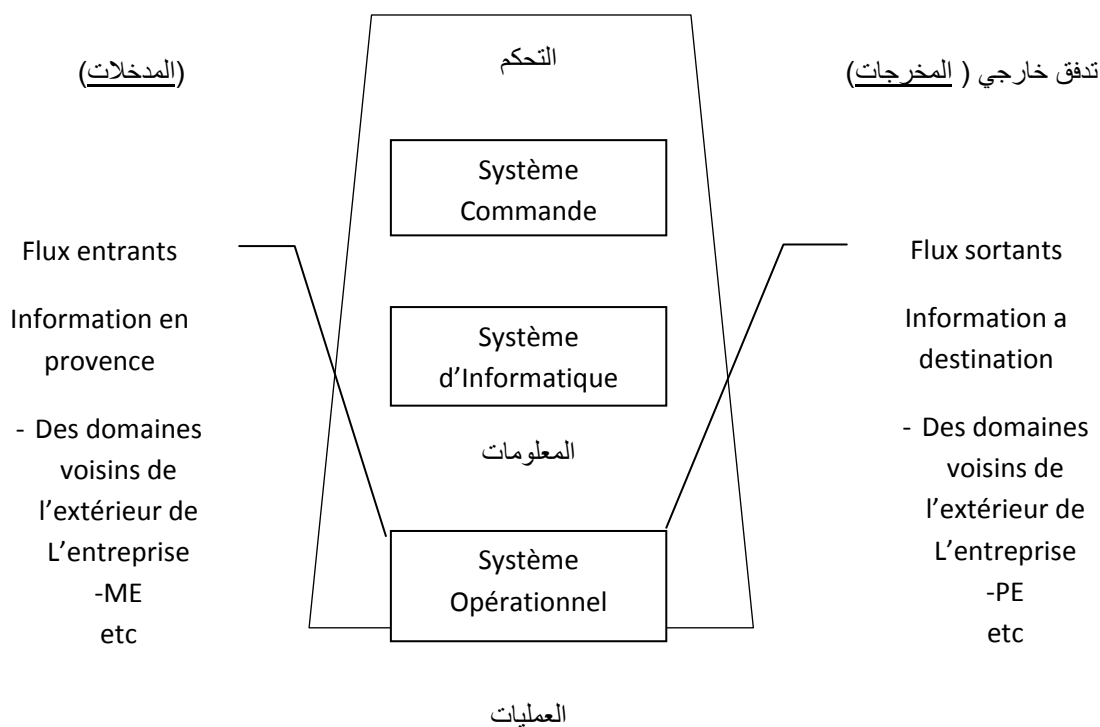 التحكم
(المدخلات)
تدفق خارجي ( المخرجات)
Système
Commande
Flux entrants
Information en
provence
- Des domaines
voisins de
l’extérieur de
L’entreprise
-ME
etc
Système
d’Informatique
المعلومات
Système
Opérationnel
العمليات
Flux sortants
Information a
destination
- Des domaines
voisins de
l’extérieur de
L’entreprise
-PE
etc